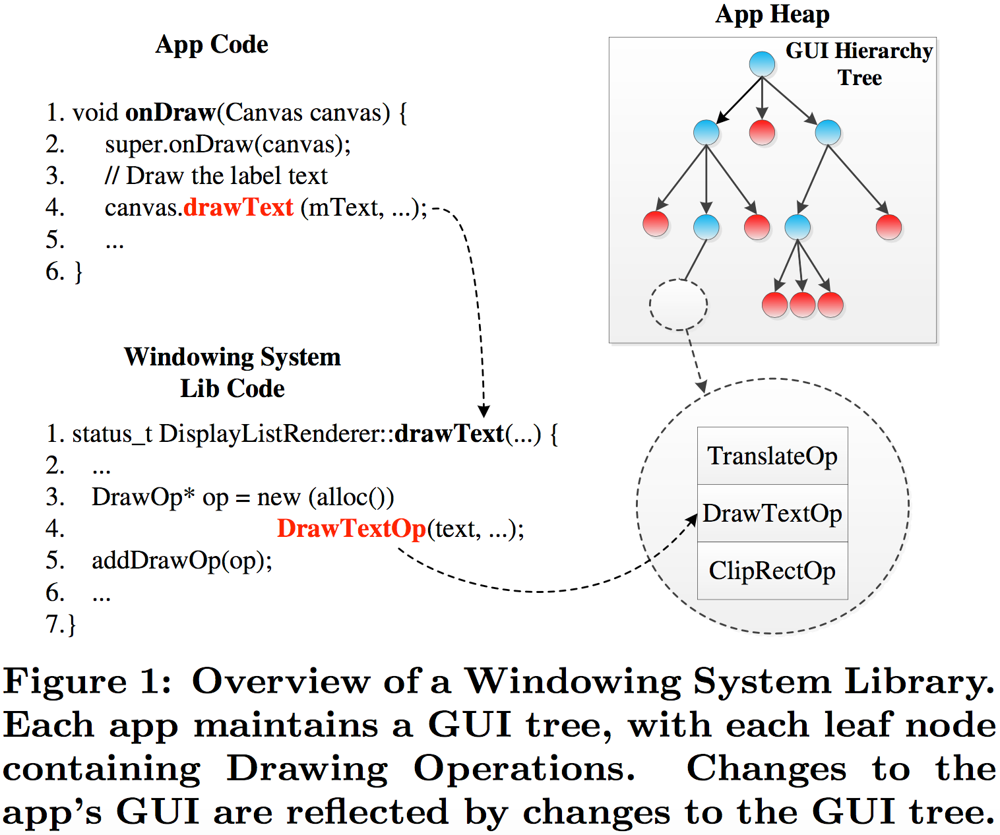 App Code
1. void onDraw(Canvas canvas) {
2. super.onDraw(canvas);
3. // Draw the label text
4. canvas.drawText (mText, ...);
5. ...
6. }
Windowing System
Lib Code
1. status_t DisplayListRenderer::drawText(...) {
2. ...
3. DrawOp* op = new (alloc())
4. DrawTextOp(text, ...);
5. addDrawOp(op);
6. ...
7.}
App Heap
GUI Hierarchy
Tree
TranslateOp
DrawTextOp
ClipRectOp
Figure 1: Overview of a Windowing System Library.
Each app maintains a GUI tree, with each leaf node
containing Drawing Operations. Changes to the
app's GUI are reflected by changes to the GUI tree.